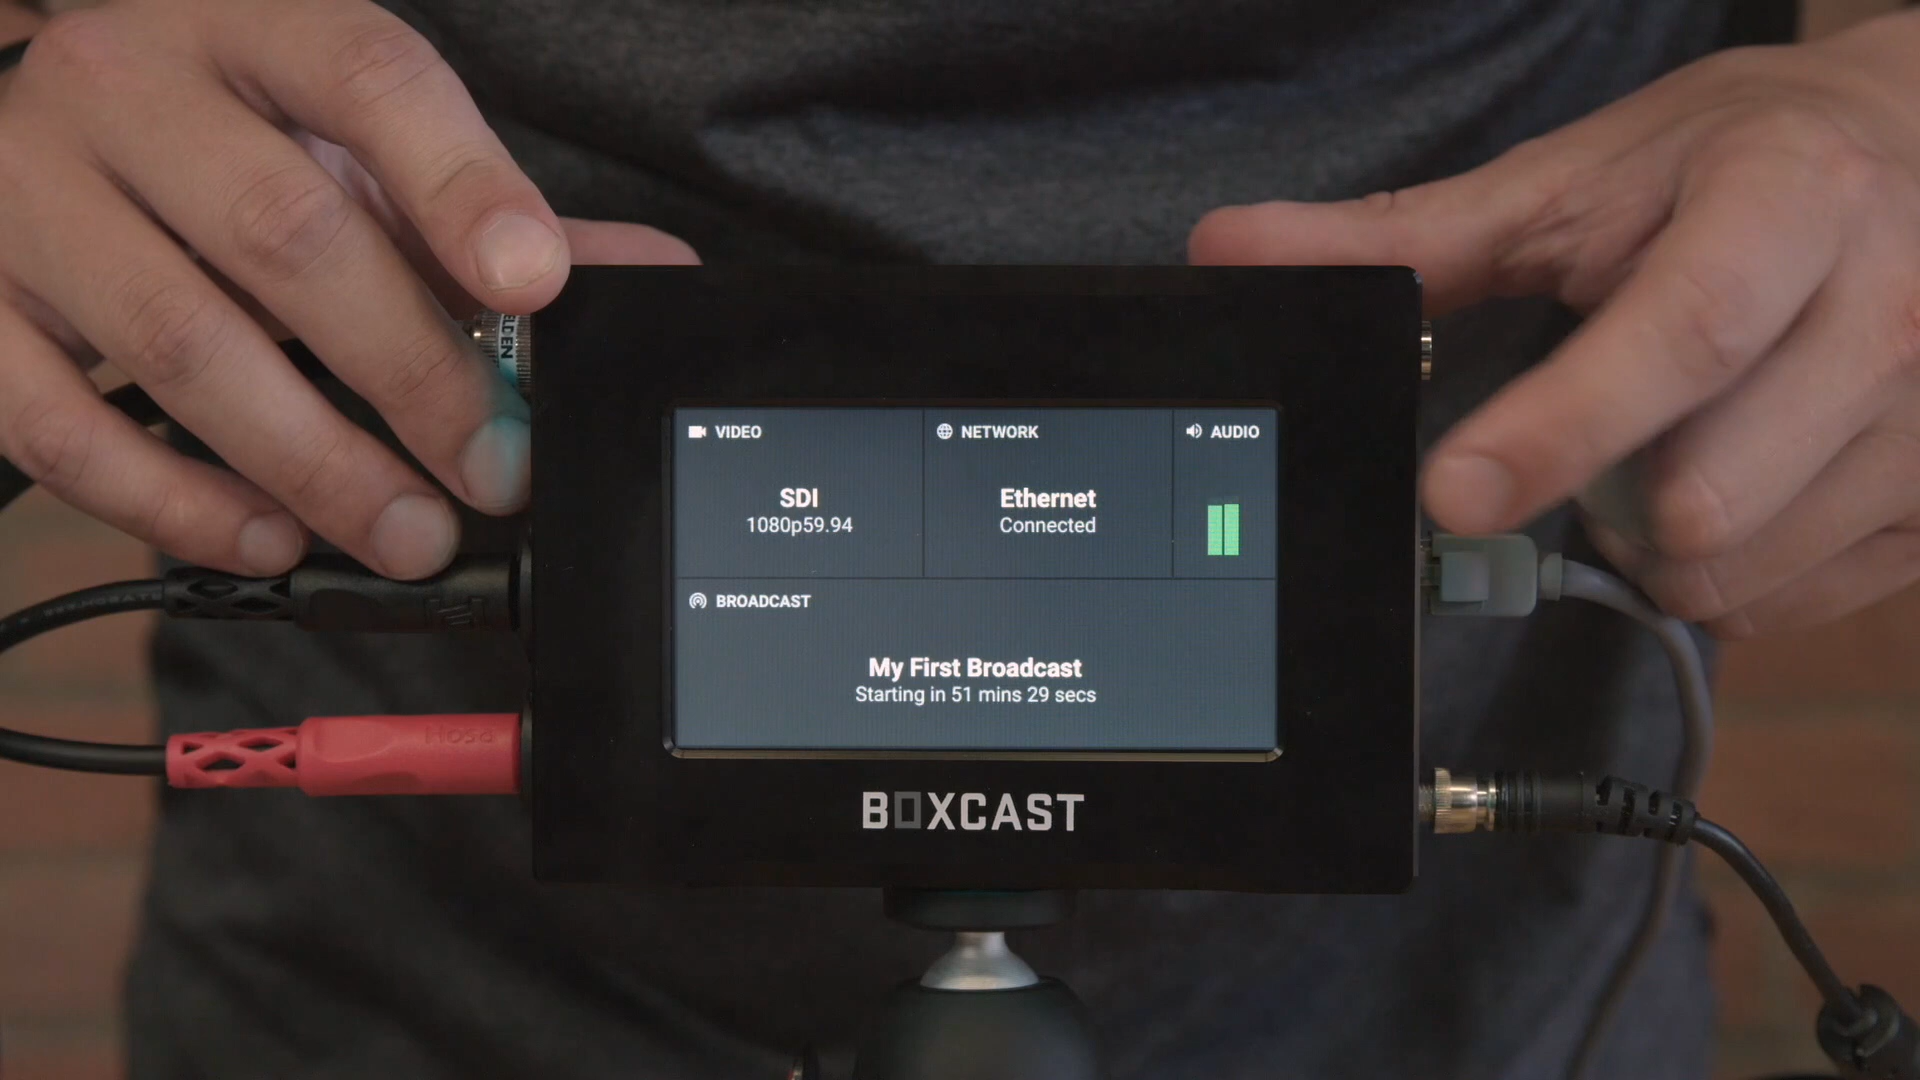 VIDEO
NETWORK
AUDIO
SDI
1080p59.94
Ethernet
Connected
BROADCAST
My First Broadcast
Starting in 51 mins 29 secs
BOXCAST
Hosa